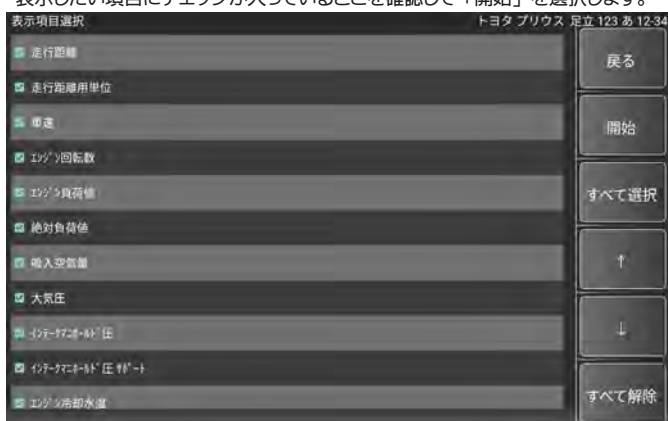 表示したい項目にチェックが入っていることを確認して「開始」を選択します。
表示項目選択
トヨタ プリウス 足立 123 あ 12-34
走行距離
走行距離用単位
車速
エンジン回転数
エンジン負荷値
絶対負荷値
吸入空気量
大気圧
インテークマニホールド圧
インテークマニホールド圧 サポート
エンジン冷却水温
戻る
開始
すべて選択
↑
↓
すべて解除